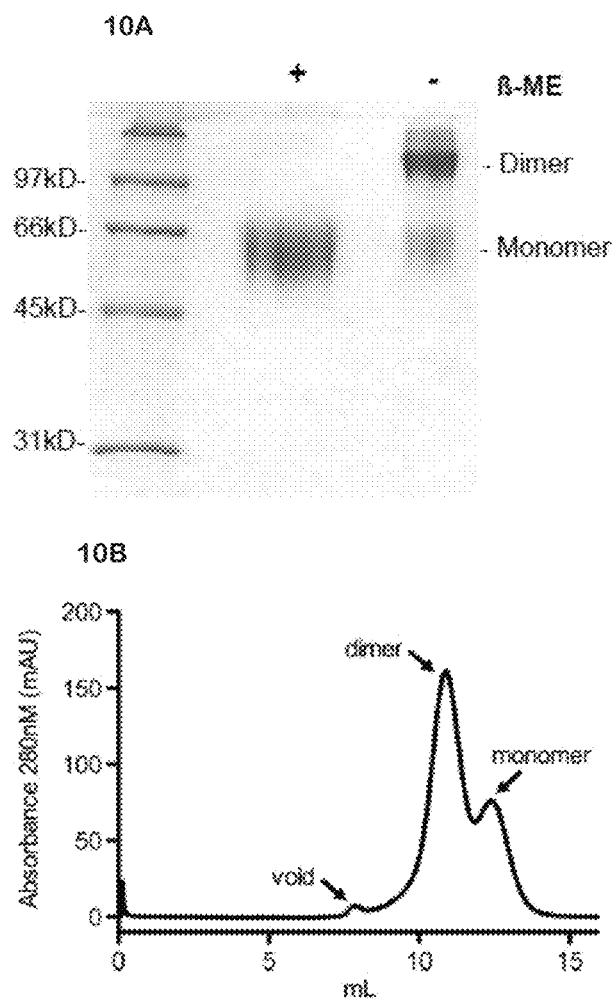 10A
+ - ß-ME
97kD-
- Dimer
66kD-
- Monomer
45kD-
31kD-
10B
200
150
100
50
0
Absorbance 280nM (mAU)
dimer
monomer
void
0 5 10 15
mL